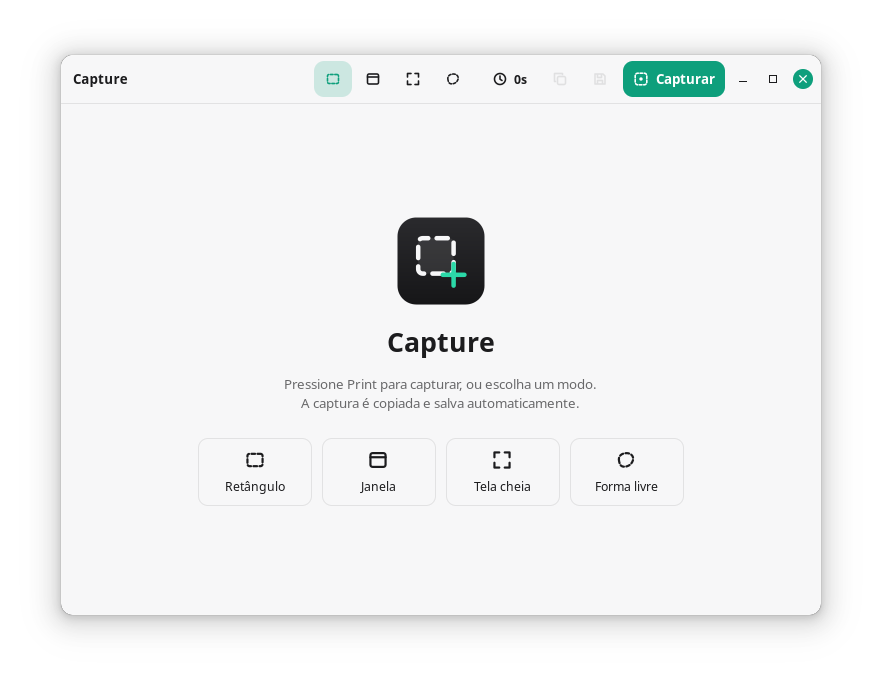 Capture
0s
Capturar
Capture
Pressione Print para capturar, ou escolha um modo.
A captura é copiada e salva automaticamente.
Retângulo
Janela
Tela cheia
Forma livre